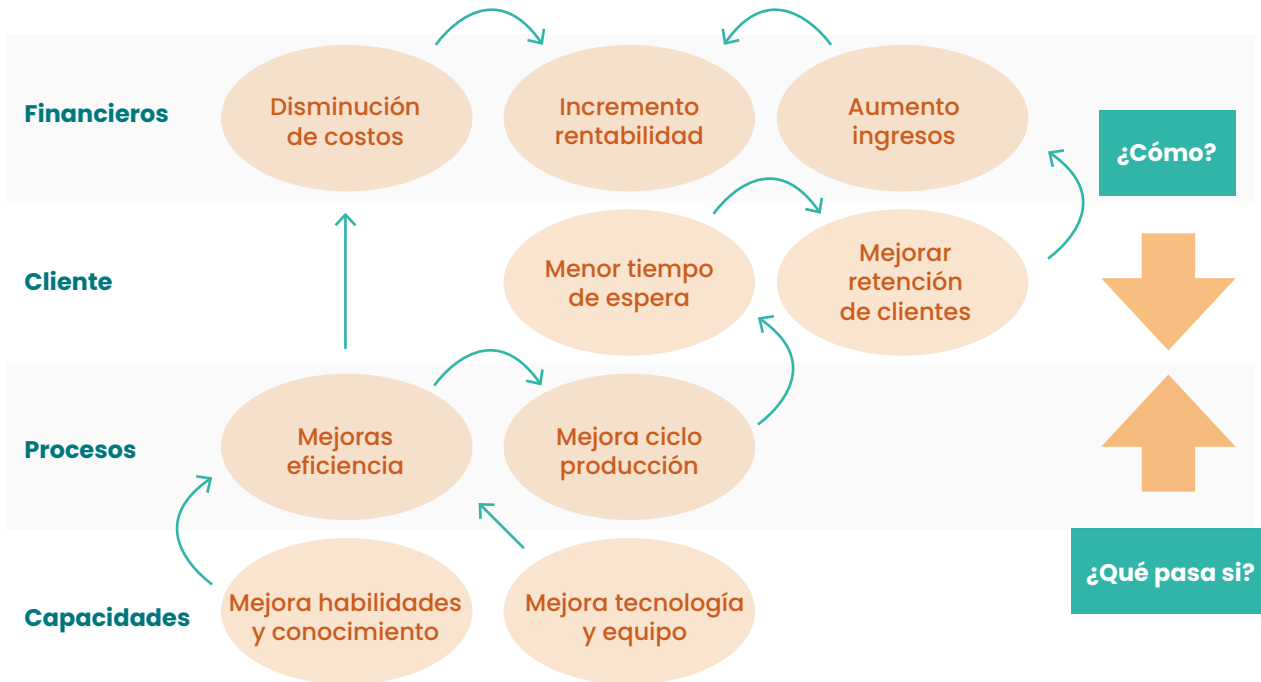 Financieros
Disminución
de costos
Incremento
rentabilidad
Aumento
ingresos
¿Cómo?
Cliente
Menor tiempo
de espera
Mejorar
retención
de clientes
Procesos
Mejoras
eficiencia
Mejora ciclo
producción
¿Qué pasa si?
Capacidades
Mejora habilidades
y conocimiento
Mejora tecnología
y equipo